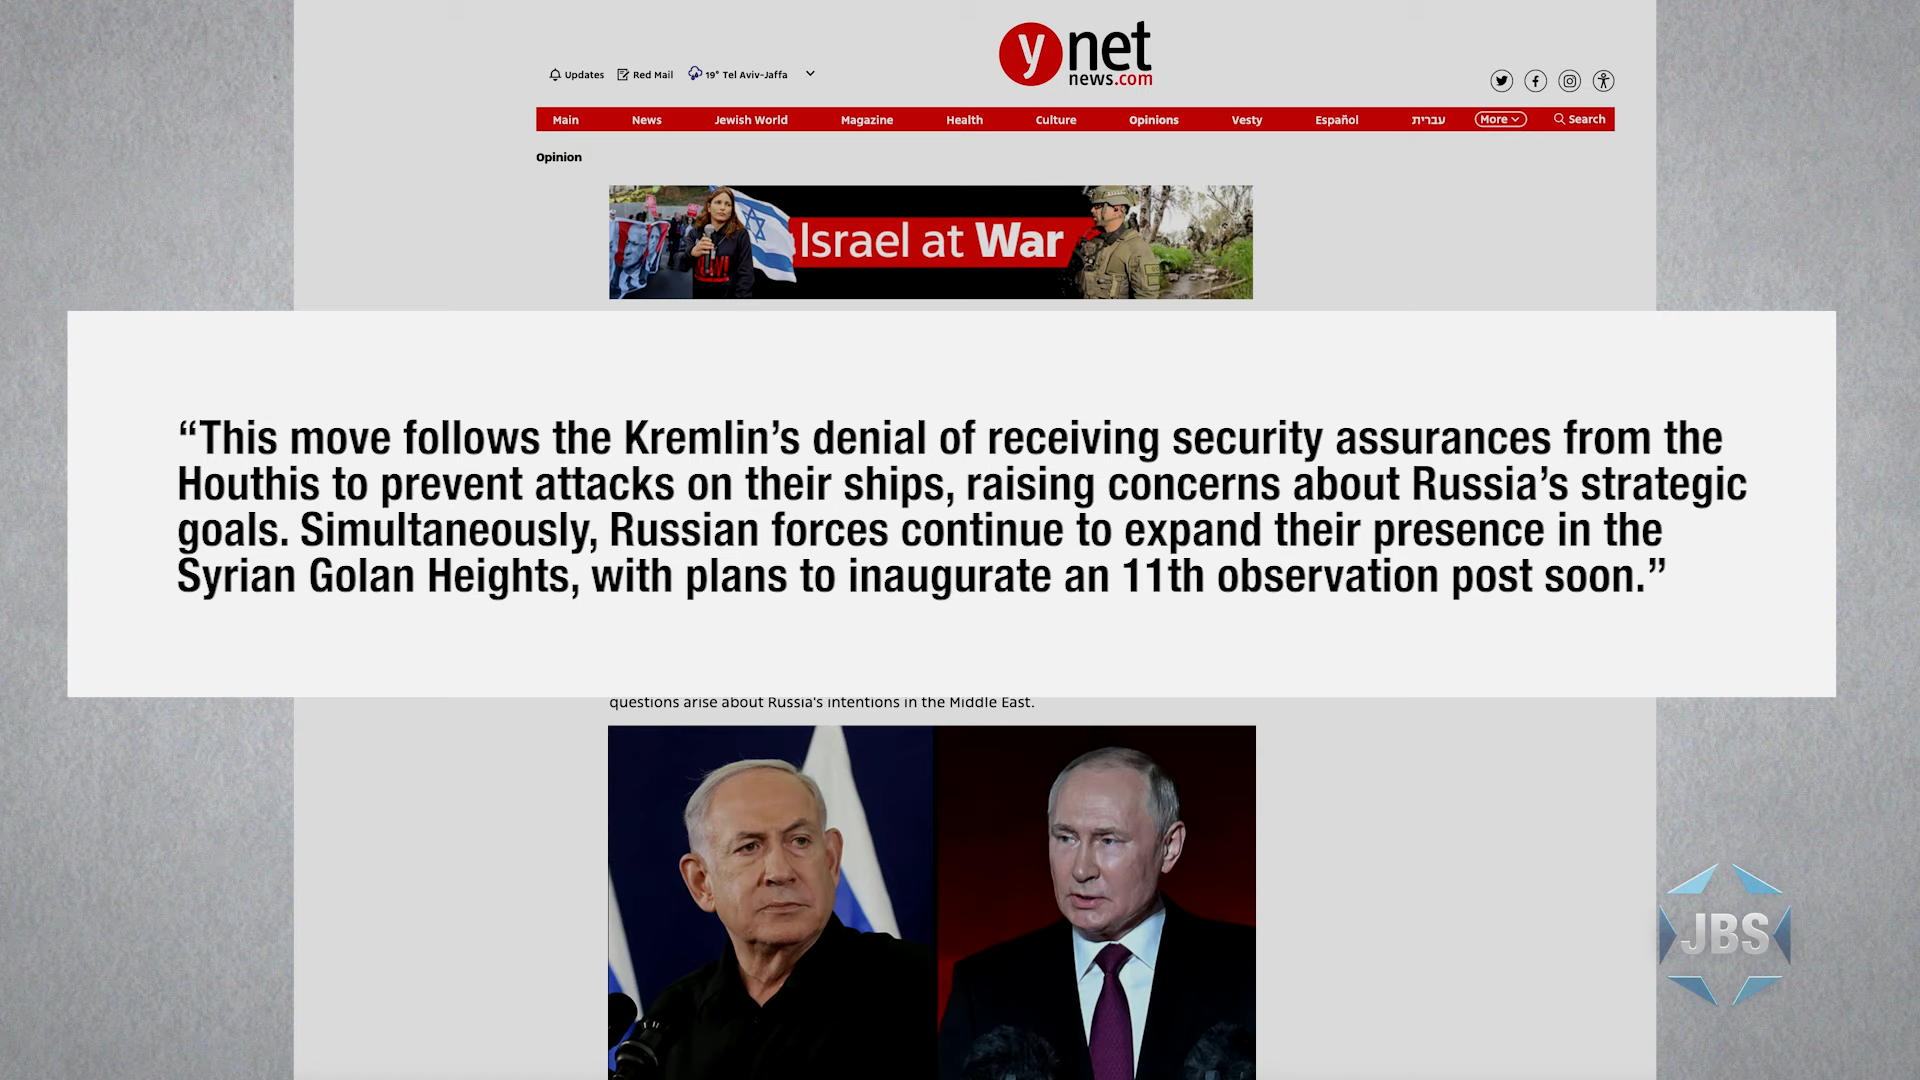 y net
news.com
Updates Red Mail 19° Tel Aviv-Jaffa
Main News Jewish World Magazine Health Culture Opinions Vesty Español עברית More Search
Opinion
Israel at War
“This move follows the Kremlin’s denial of receiving security assurances from the
Houthis to prevent attacks on their ships, raising concerns about Russia’s strategic
goals. Simultaneously, Russian forces continue to expand their presence in the
Syrian Golan Heights, with plans to inaugurate an 11th observation post soon.”
questions arise about Russia's intentions in the Middle East.
JBS